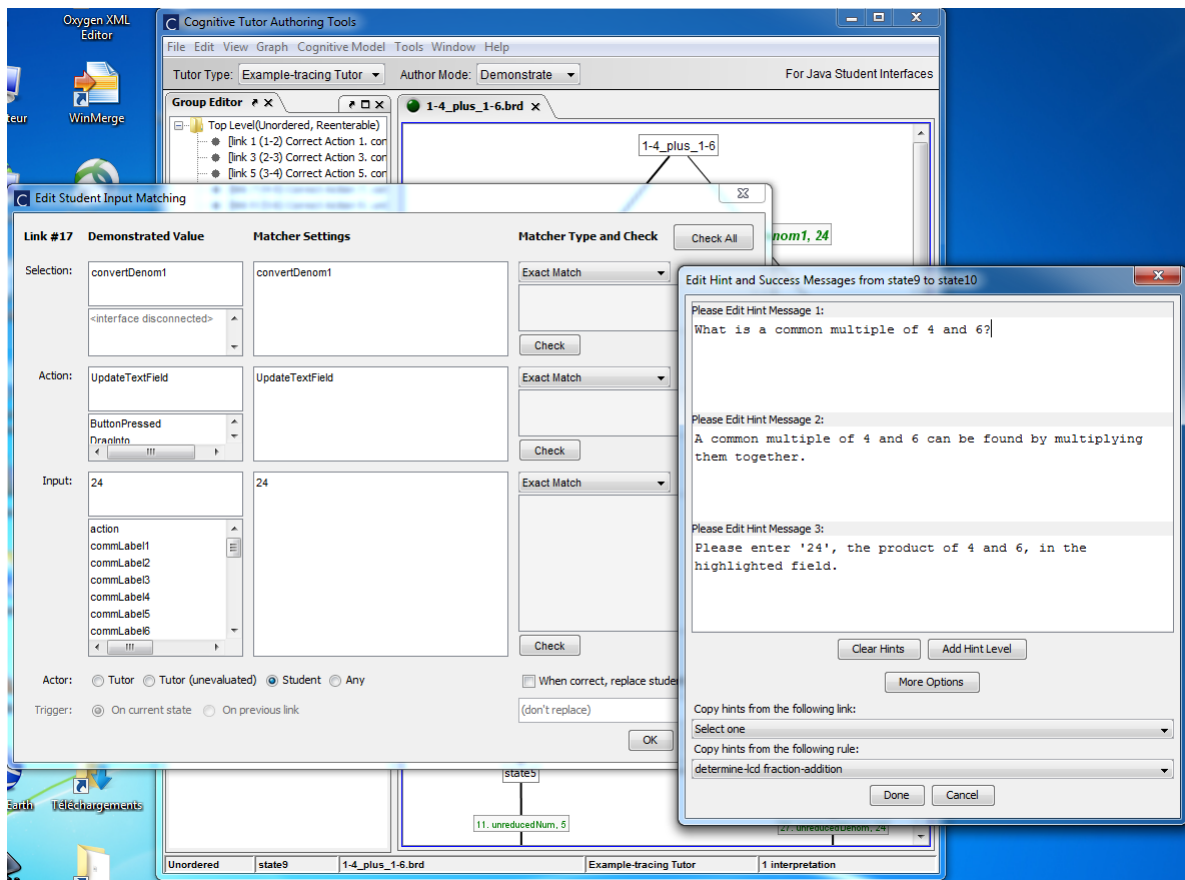 Oxygen XML
Editor
WinMerge
teur
Cognitive Tutor Authoring Tools
File Edit View Graph Cognitive Model Tools Window Help
Tutor Type: Example-tracing Tutor Author Mode: Demonstrate For Java Student Interfaces
Group Editor
1-4_plus_1-6.brd
Top Level(Unordered, Reenterable)
[link 1 (1-2) Correct Action 1. cor
[link 3 (2-3) Correct Action 3. cor
[link 5 (3-4) Correct Action 5. cor
1-4_plus_1-6
nom1, 24
Edit Student Input Matching
Link #17 Demonstrated Value Matcher Settings Matcher Type and Check Check All
Selection: convertDenom1 convertDenom1 Exact Match
<interface disconnected>
Check
Action: UpdateTextField UpdateTextField Exact Match
ButtonPressed
DragInto
Check
Input: 24 24 Exact Match
action
commLabel1
commLabel2
commLabel3
commLabel4
commLabel5
commLabel6
Check
Actor: Tutor Tutor (unevaluated) Student Any When correct, replace stude
Trigger: On current state On previous link (don't replace)
OK
Edit Hint and Success Messages from state9 to state10
Please Edit Hint Message 1:
What is a common multiple of 4 and 6?
Please Edit Hint Message 2:
A common multiple of 4 and 6 can be found by multiplying
them together.
Please Edit Hint Message 3:
Please enter '24', the product of 4 and 6, in the
highlighted field.
Clear Hints Add Hint Level
More Options
Copy hints from the following link:
Select one
Copy hints from the following rule:
determine-lcd fraction-addition
Done Cancel
Earth Téléchargements
state5
11. unreducedNum, 5
27. unreducedDenom, 24
Unordered state9 1-4_plus_1-6.brd Example-tracing Tutor 1 interpretation